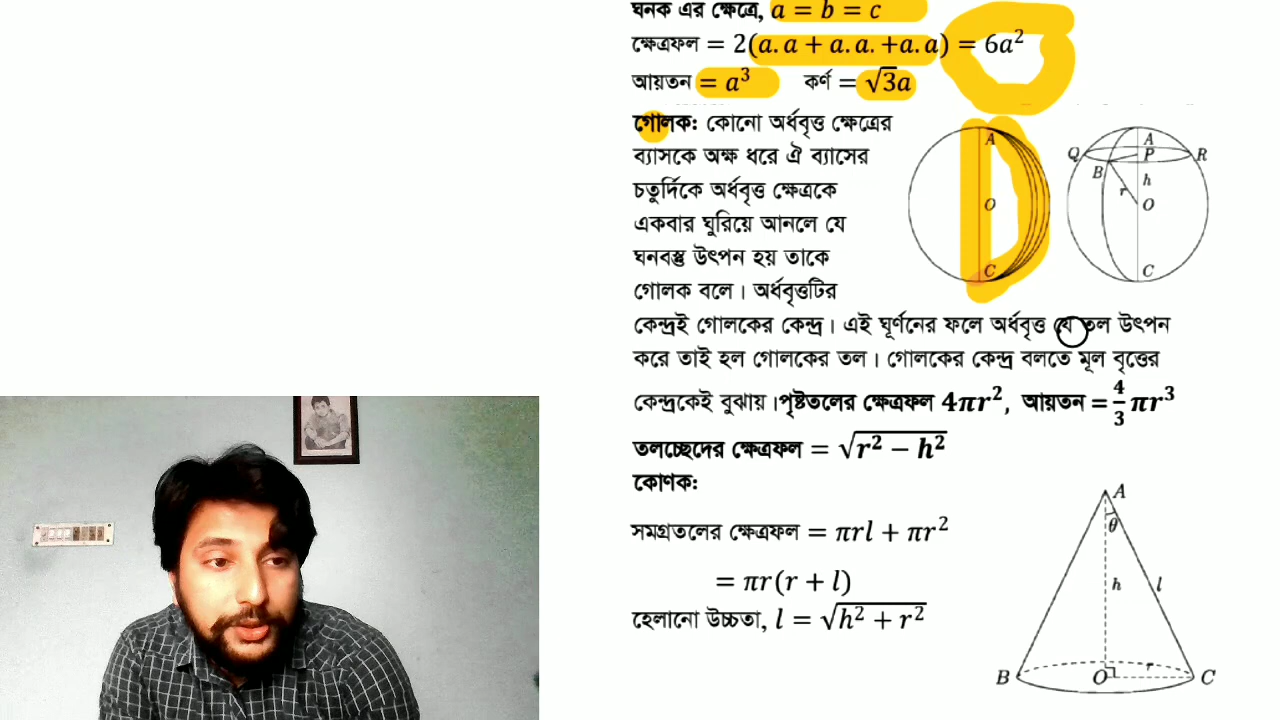 ঘনক এর ক্ষেত্রে, a = b = c
ক্ষেত্রফল = 2(a.a + a.a.+a.a) = 6a²
আয়তন = a³ কর্ণ = √3a
গোলক: কোনো অর্ধবৃত্ত ক্ষেত্রের
ব্যাসকে অক্ষ ধরে ঐ ব্যাসের
চতুর্দিকে অর্ধবৃত্ত ক্ষেত্রকে
একবার ঘুরিয়ে আনলে যে
ঘনবস্তু উৎপন হয় তাকে
গোলক বলে। অর্ধবৃত্তটির
কেন্দ্রই গোলকের কেন্দ্র। এই ঘূর্ণনের ফলে অর্ধবৃত্ত যে তল উৎপন
করে তাই হল গোলকের তল। গোলকের কেন্দ্র বলতে মূল বৃত্তের
কেন্দ্রকেই বুঝায়।পৃষ্টতলের ক্ষেত্রফল 4πr², আয়তন = 4/3 πr³
তলচ্ছেদের ক্ষেত্রফল = √(r² − h²)
কোণক:
সমগ্রতলের ক্ষেত্রফল = πrl + πr²
= πr(r + l)
হেলানো উচ্চতা, l = √(h² + r²)
A
O
C
A
Q P R
B
h
r
O
C
A
θ
h l
r
B O C